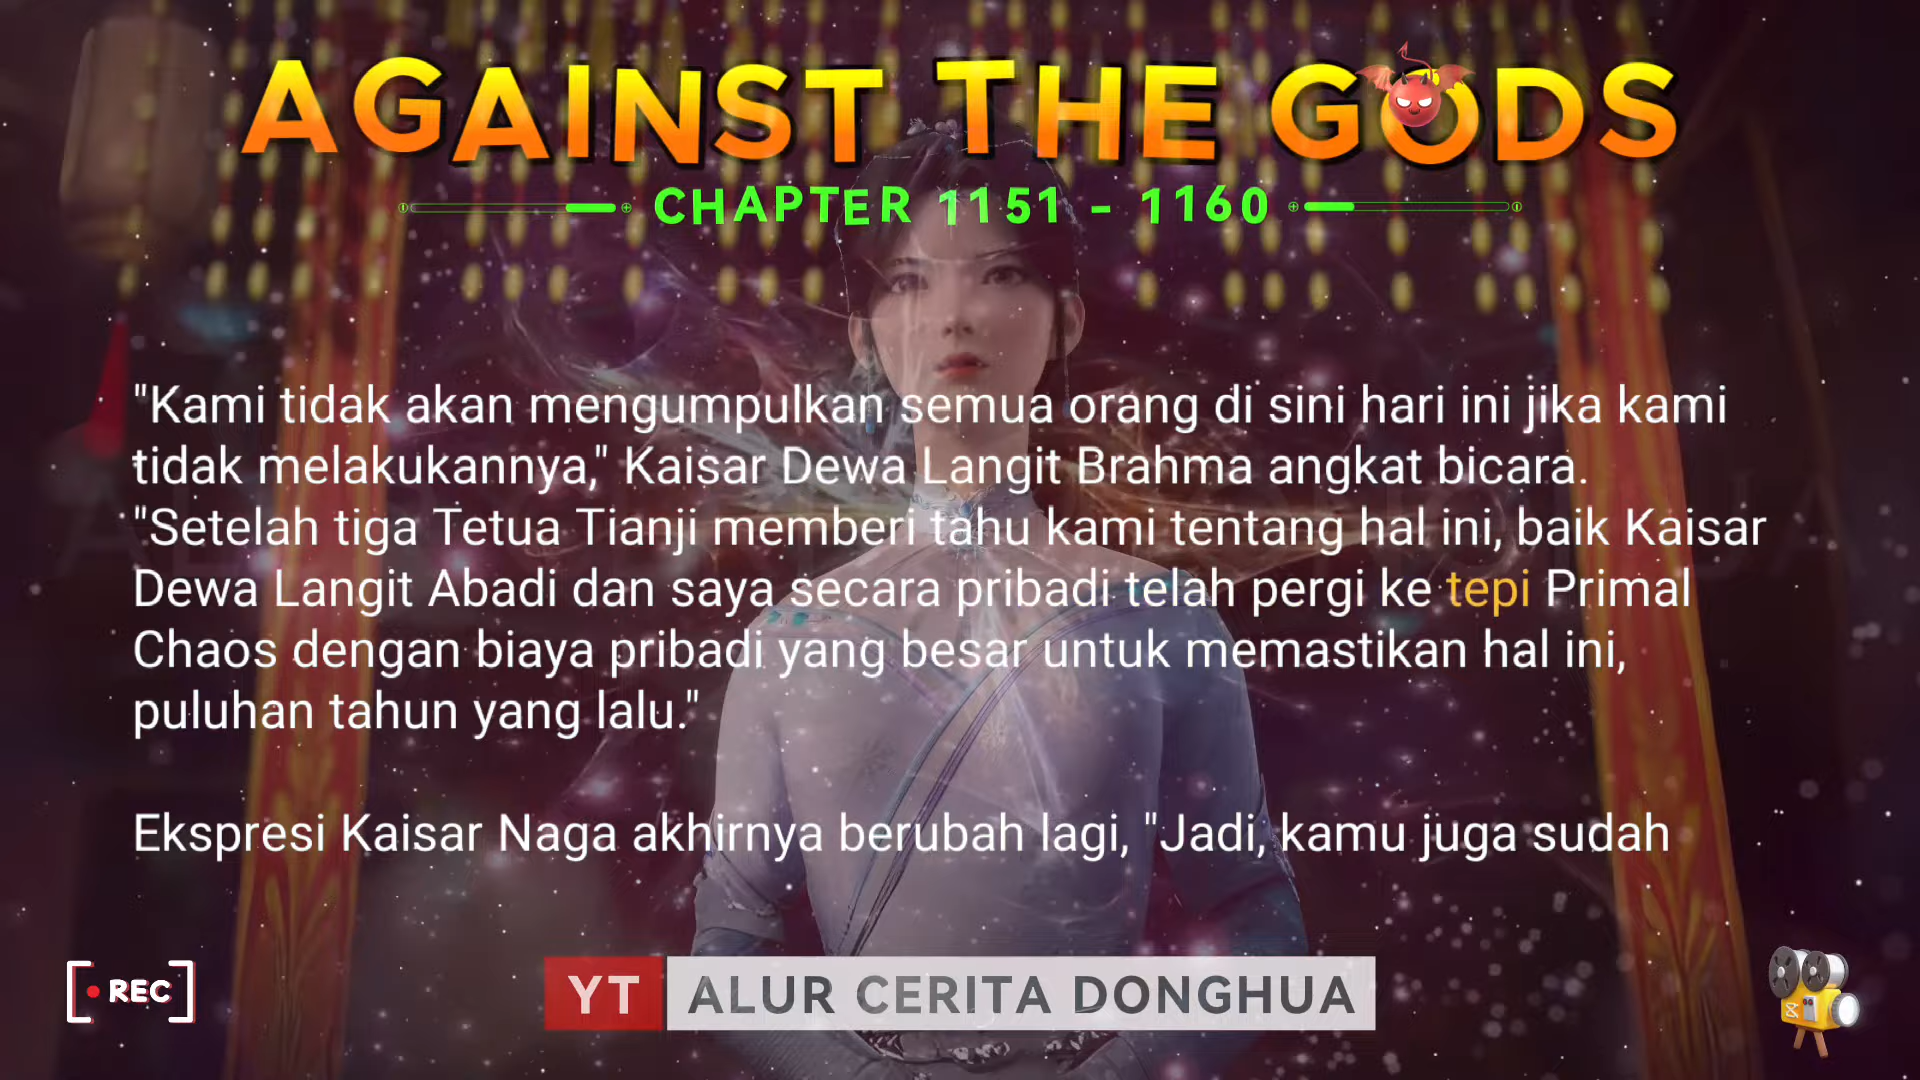 AGAINST THE GODS
CHAPTER 1151 - 1160
"Kami tidak akan mengumpulkan semua orang di sini hari ini jika kami
tidak melakukannya," Kaisar Dewa Langit Brahma angkat bicara.
"Setelah tiga Tetua Tianji memberi tahu kami tentang hal ini, baik Kaisar
Dewa Langit Abadi dan saya secara pribadi telah pergi ke tepi Primal
Chaos dengan biaya pribadi yang besar untuk memastikan hal ini,
puluhan tahun yang lalu."
Ekspresi Kaisar Naga akhirnya berubah lagi, "Jadi, kamu juga sudah
REC
YT ALUR CERITA DONGHUA